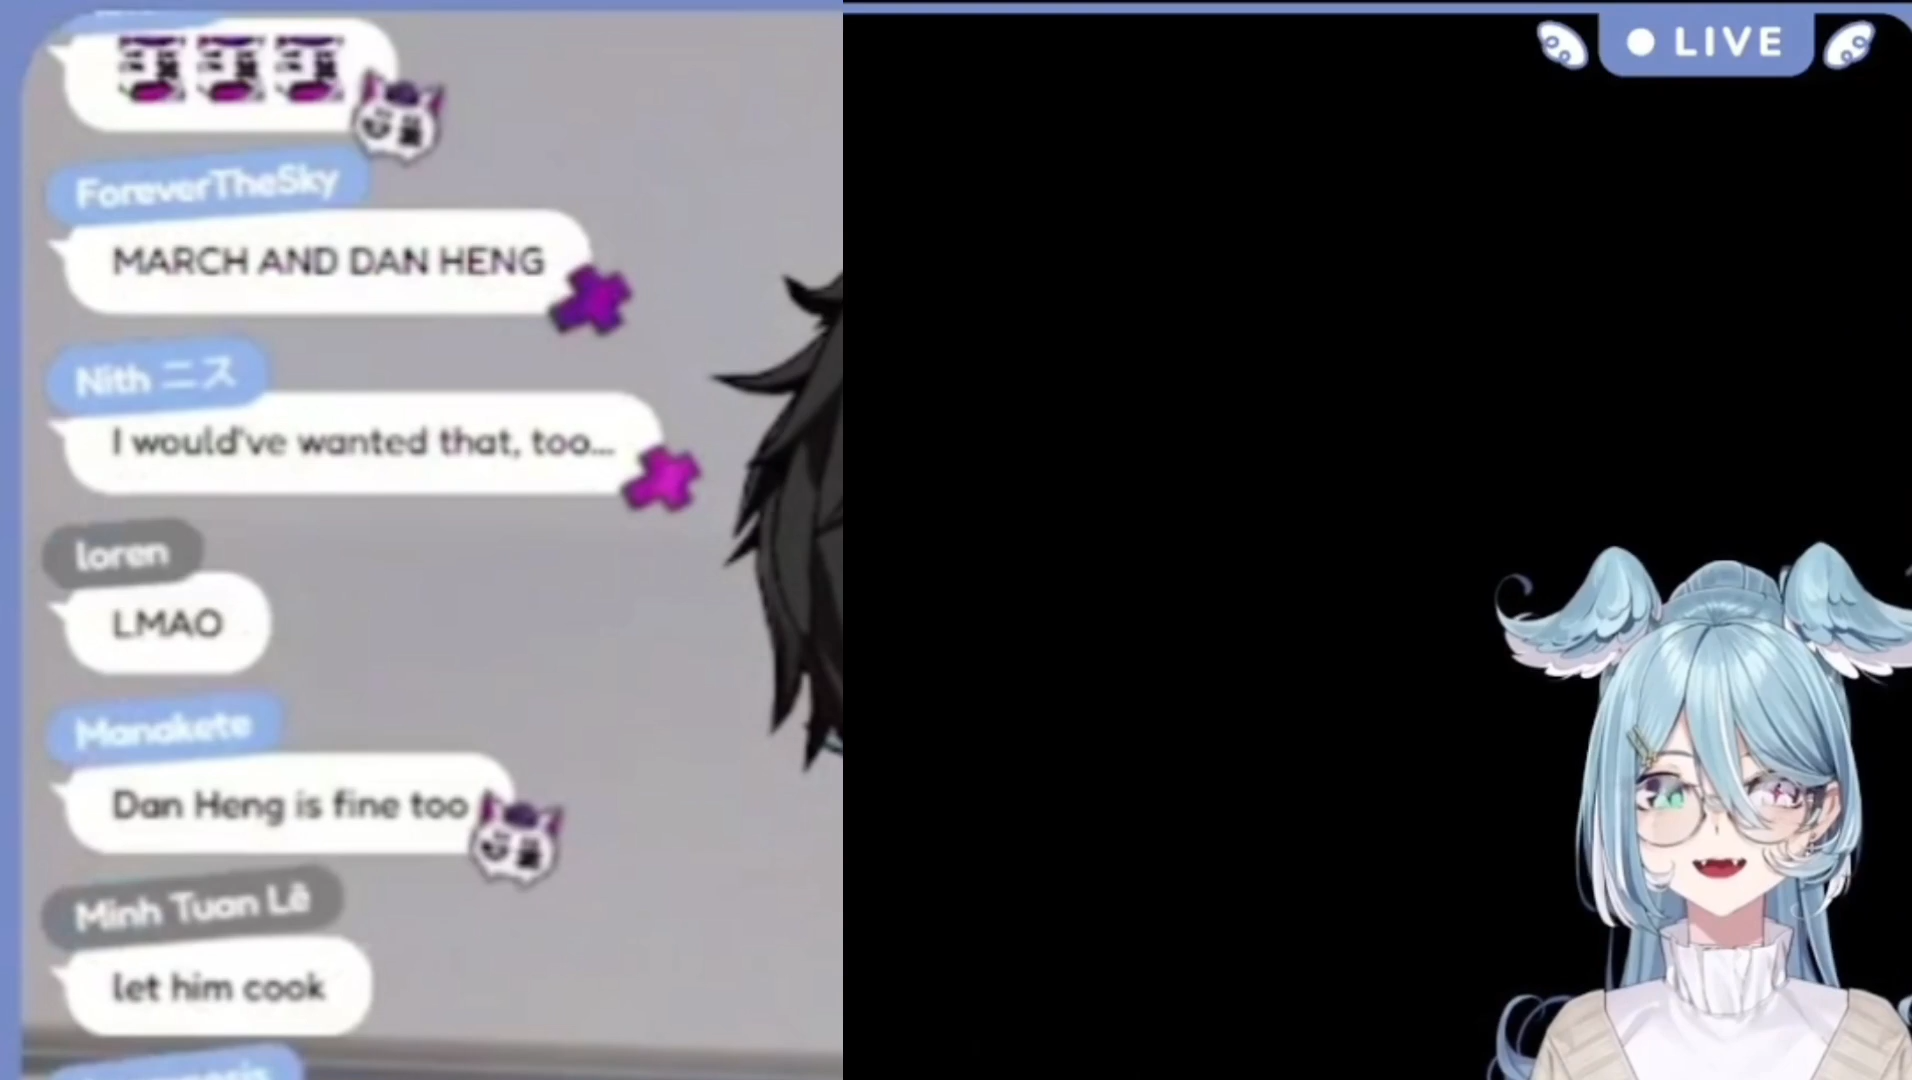 ForeverTheSky
MARCH AND DAN HENG
Nith ニス
I would've wanted that, too...
loren
LMAO
Manakete
Dan Heng is fine too
Minh Tuan Lê
let him cook
LIVE